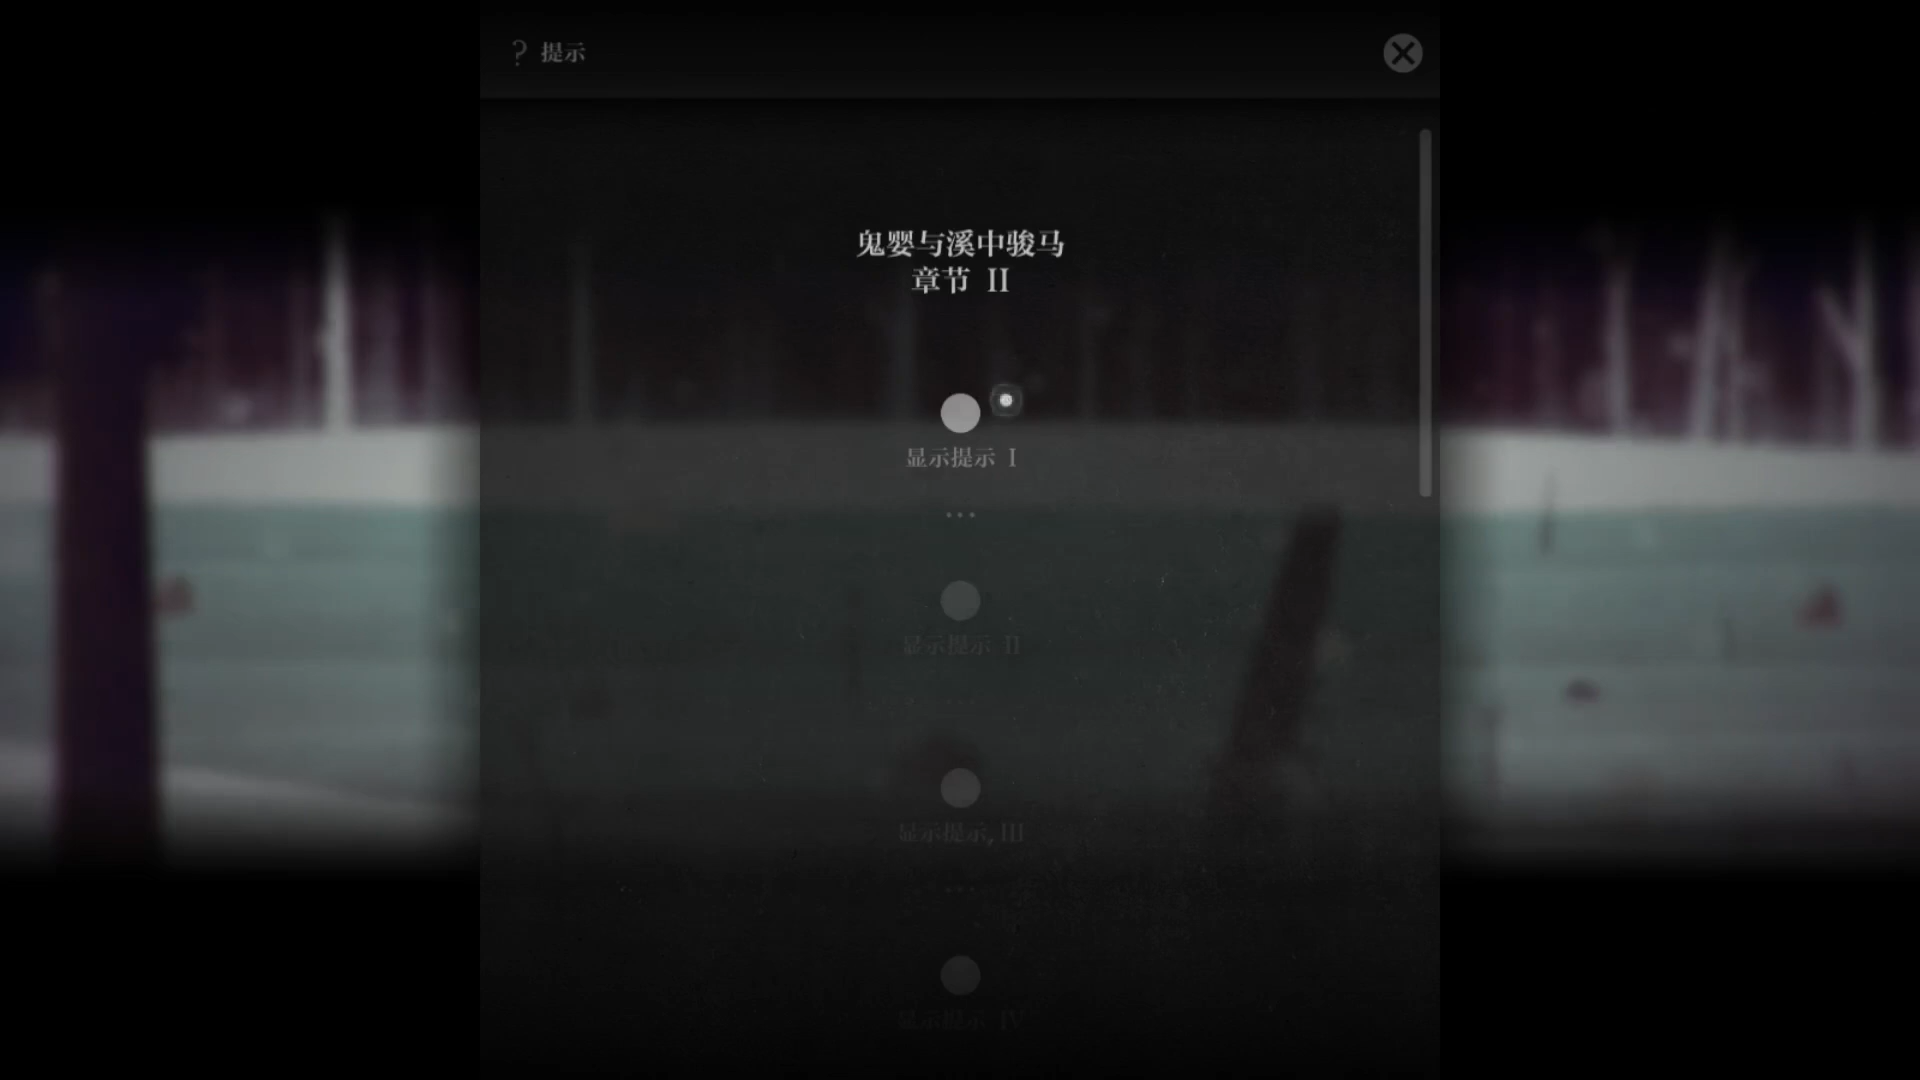 ? 提示
鬼婴与溪中骏马
章节 II
显示提示 I
...
显示提示 II
...
显示提示 III
...
显示提示 IV